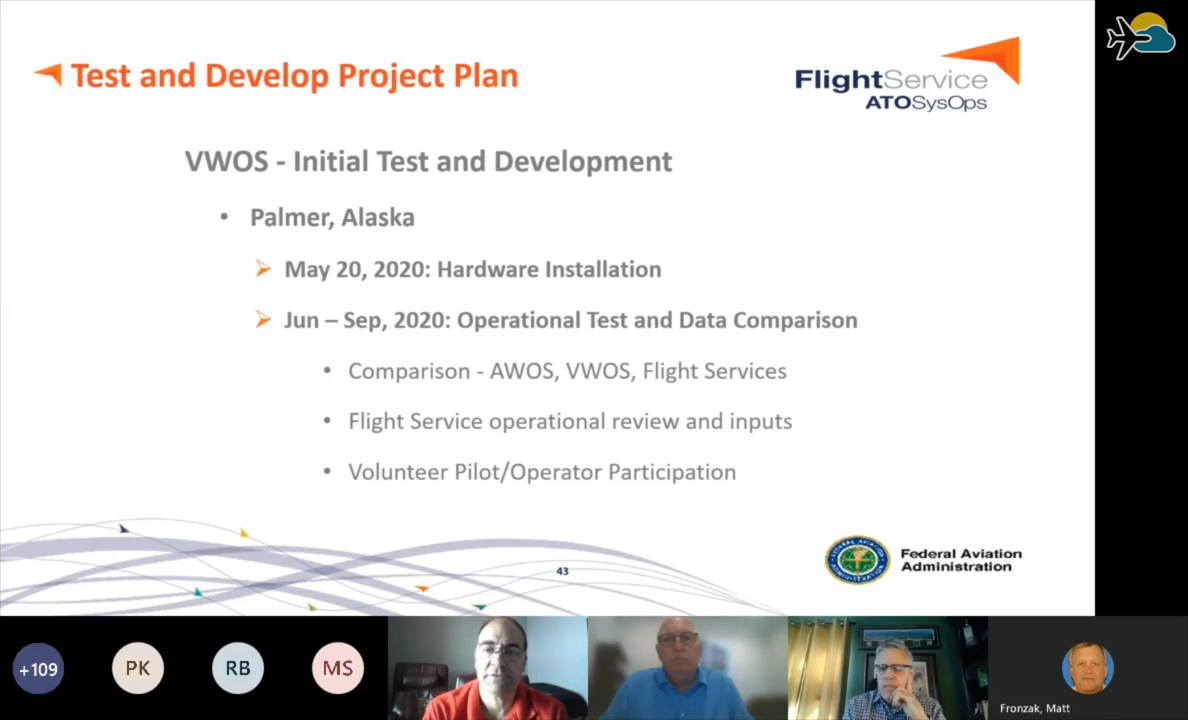 Test and Develop Project Plan
FlightService
ATOSysOps
VWOS - Initial Test and Development
• Palmer, Alaska
May 20, 2020: Hardware Installation
Jun – Sep, 2020: Operational Test and Data Comparison
• Comparison - AWOS, VWOS, Flight Services
• Flight Service operational review and inputs
• Volunteer Pilot/Operator Participation
43
Federal Aviation
Administration
+109
PK
RB
MS
Fronzak, Matt